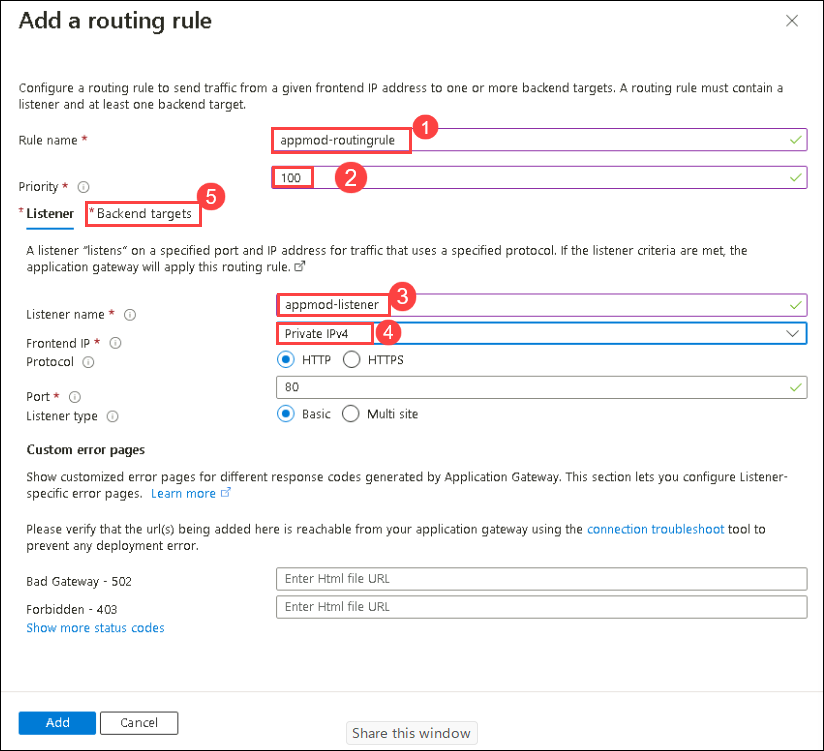 Add a routing rule
Configure a routing rule to send traffic from a given frontend IP address to one or more backend targets. A routing rule must contain a
listener and at least one backend target.
1
Rule name * appmod-routingrule
Priority * 100 2
5
* Listener * Backend targets
A listener “listens” on a specified port and IP address for traffic that uses a specified protocol. If the listener criteria are met, the
application gateway will apply this routing rule.
Listener name * appmod-listener 3
Frontend IP * Private IPv4 4
Protocol HTTP HTTPS
Port * 80
Listener type Basic Multi site
Custom error pages
Show customized error pages for different response codes generated by Application Gateway. This section lets you configure Listener-
specific error pages. Learn more
Please verify that the url(s) being added here is reachable from your application gateway using the connection troubleshoot tool to
prevent any deployment error.
Bad Gateway - 502 Enter Html file URL
Forbidden - 403 Enter Html file URL
Show more status codes
Add Cancel
Share this window